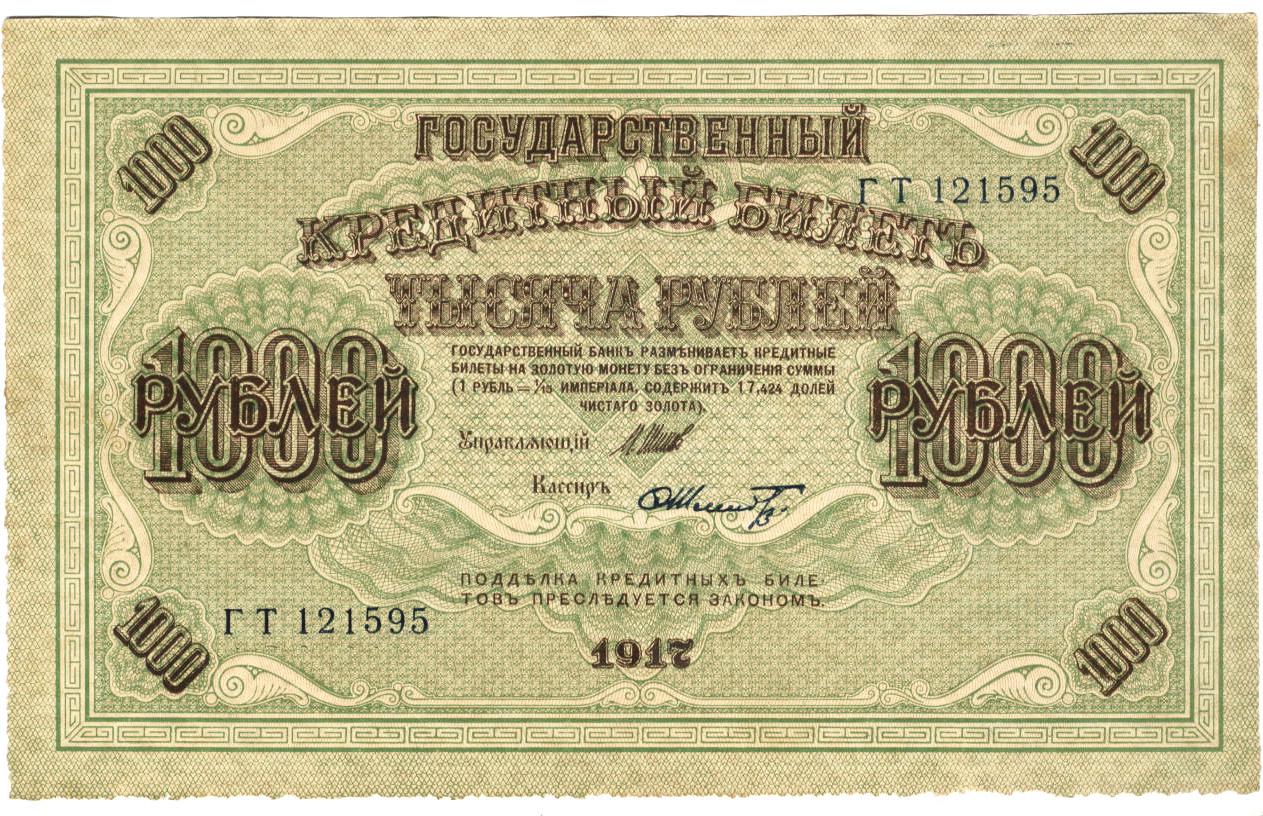 1000
1000
ГОСУДАРСТВЕННЫЙ
ГТ 121595
КРЕДИТНЫЙ БИЛЕТЪ
ТЫСЯЧА РУБЛЕЙ
1000 РУБЛЕЙ
1000 РУБЛЕЙ
ГОСУДАРСТВЕННЫЙ БАНКЪ РАЗМѢНИВАЕТЪ КРЕДИТНЫЕ
БИЛЕТЫ НА ЗОЛОТУЮ МОНЕТУ БЕЗЪ ОГРАНИЧЕНІЯ СУММЫ
(1 РУБЛЬ = 1/15 ИМПЕРІАЛА, СОДЕРЖИТЪ 17,424 ДОЛЕЙ
ЧИСТАГО ЗОЛОТА).
Управляющій
Кассиръ
ПОДДѢЛКА КРЕДИТНЫХЪ БИЛЕ-
ТОВЪ ПРЕСЛѢДУЕТСЯ ЗАКОНОМЪ.
ГТ 121595
1917
1000
1000